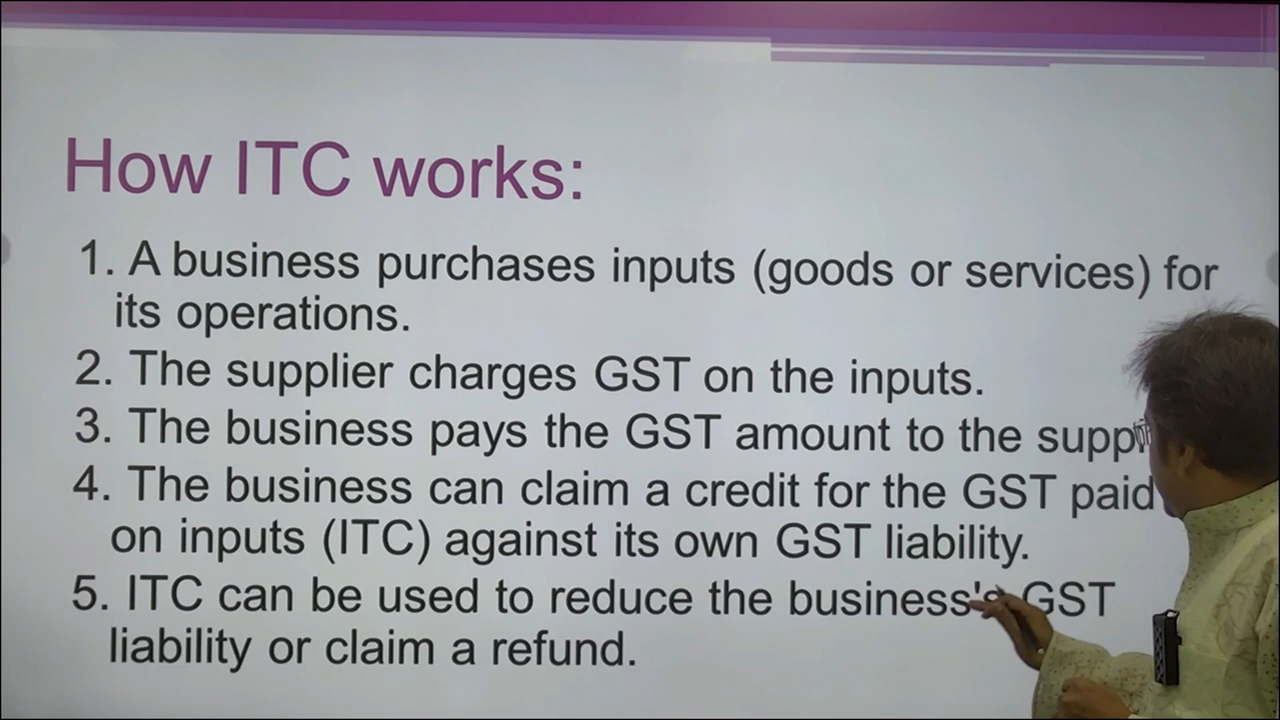 How ITC works:
1. A business purchases inputs (goods or services) for
its operations.
2. The supplier charges GST on the inputs.
3. The business pays the GST amount to the
4. The business can claim a credit for the GST paid
on inputs (ITC) against its own GST liability.
5. ITC can be used to reduce the business's GST
liability or claim a refund.